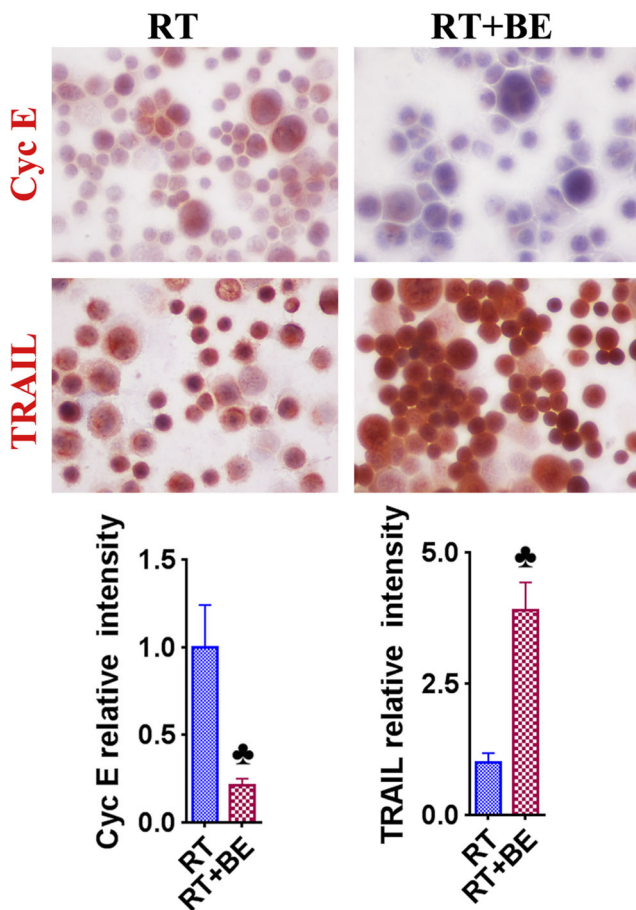 RT
RT+BE
Cyc E
TRAIL
Cyc E relative intensity
1.5
1.0
0.5
0.0
♣
RT
RT+BE
TRAIL relative intensity
5.0
2.5
0.0
♣
RT
RT+BE